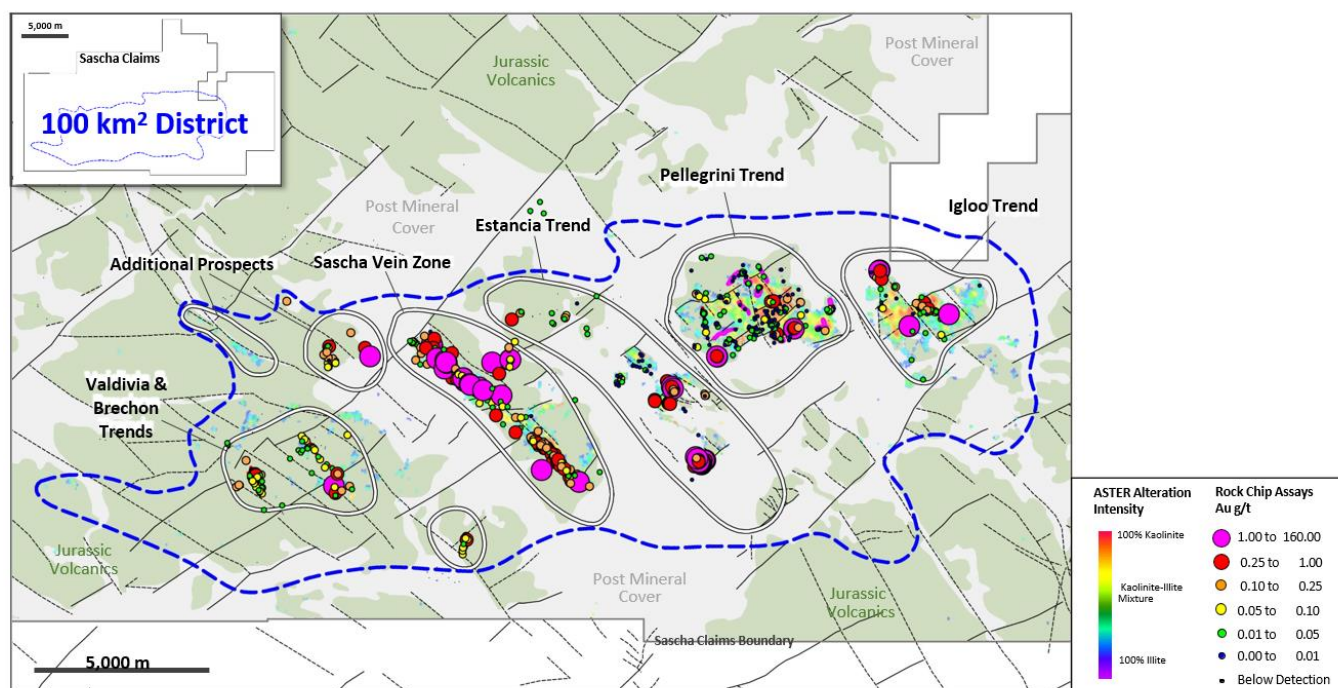 5,000 m
Sascha Claims
100 km² District
Jurassic
Volcanics
Post Mineral
Cover
Pellegrini Trend
Igloo Trend
Post Mineral
Cover
Estancia Trend
Additional Prospects
Sascha Vein Zone
Valdivia &
Brechon
Trends
Jurassic
Volcanics
Post Mineral
Cover
Jurassic
Volcanics
Sascha Claims Boundary
5,000 m
ASTER Alteration
Intensity
100% Kaolinite
Kaolinite-Illite
Mixture
100% Illite
Rock Chip Assays
Au g/t
1.00 to 160.00
0.25 to 1.00
0.10 to 0.25
0.05 to 0.10
0.01 to 0.05
0.00 to 0.01
Below Detection